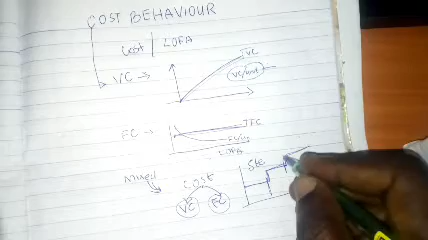 COST BEHAVIOUR
Cost | LOFA
VC → TVC
VC/unit
FC → TFC
FC/u
LOFA
Mixed Cost
VC FC
Ste